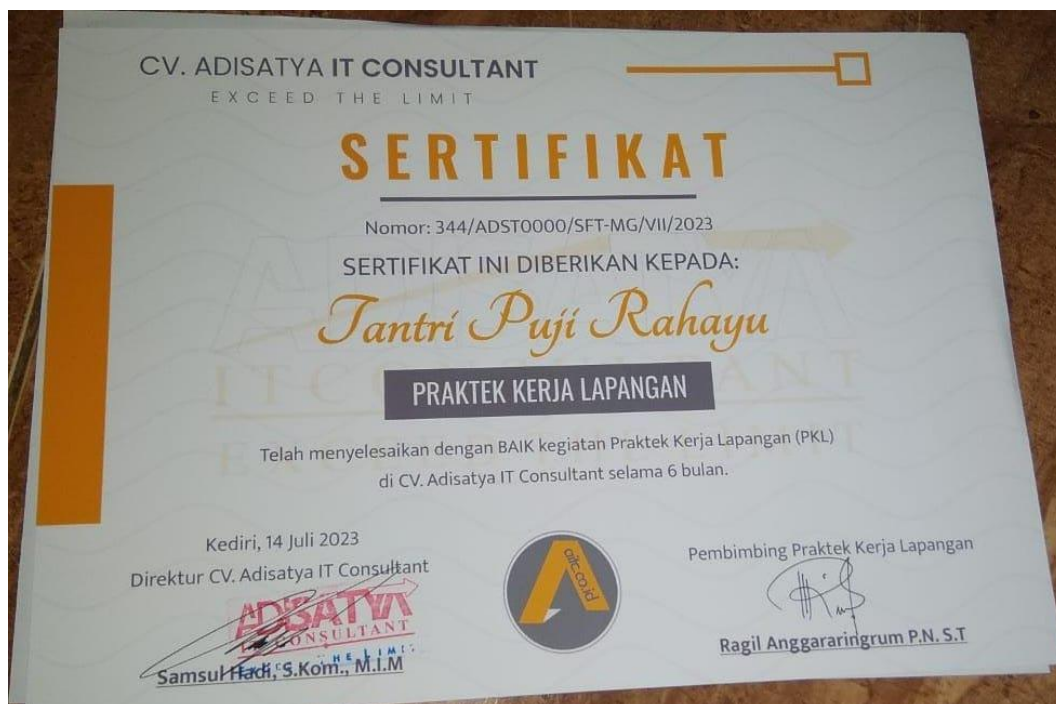 CV. ADISATYA IT CONSULTANT
EXCEED THE LIMIT
SERTIFIKAT
Nomor: 344/ADST0000/SFT-MG/VII/2023
SERTIFIKAT INI DIBERIKAN KEPADA:
Tantri Puji Rahayu
PRAKTEK KERJA LAPANGAN
Telah menyelesaikan dengan BAIK kegiatan Praktek Kerja Lapangan (PKL)
di CV. Adisatya IT Consultant selama 6 bulan.
Kediri, 14 Juli 2023
Direktur CV. Adisatya IT Consultant
ADISATYA
IT CONSULTANT
THE LIMIT
Samsul Hadi, S.Kom., M.I.M
aitc.co.id
Pembimbing Praktek Kerja Lapangan
Ragil Anggararingrum P.N. S.T